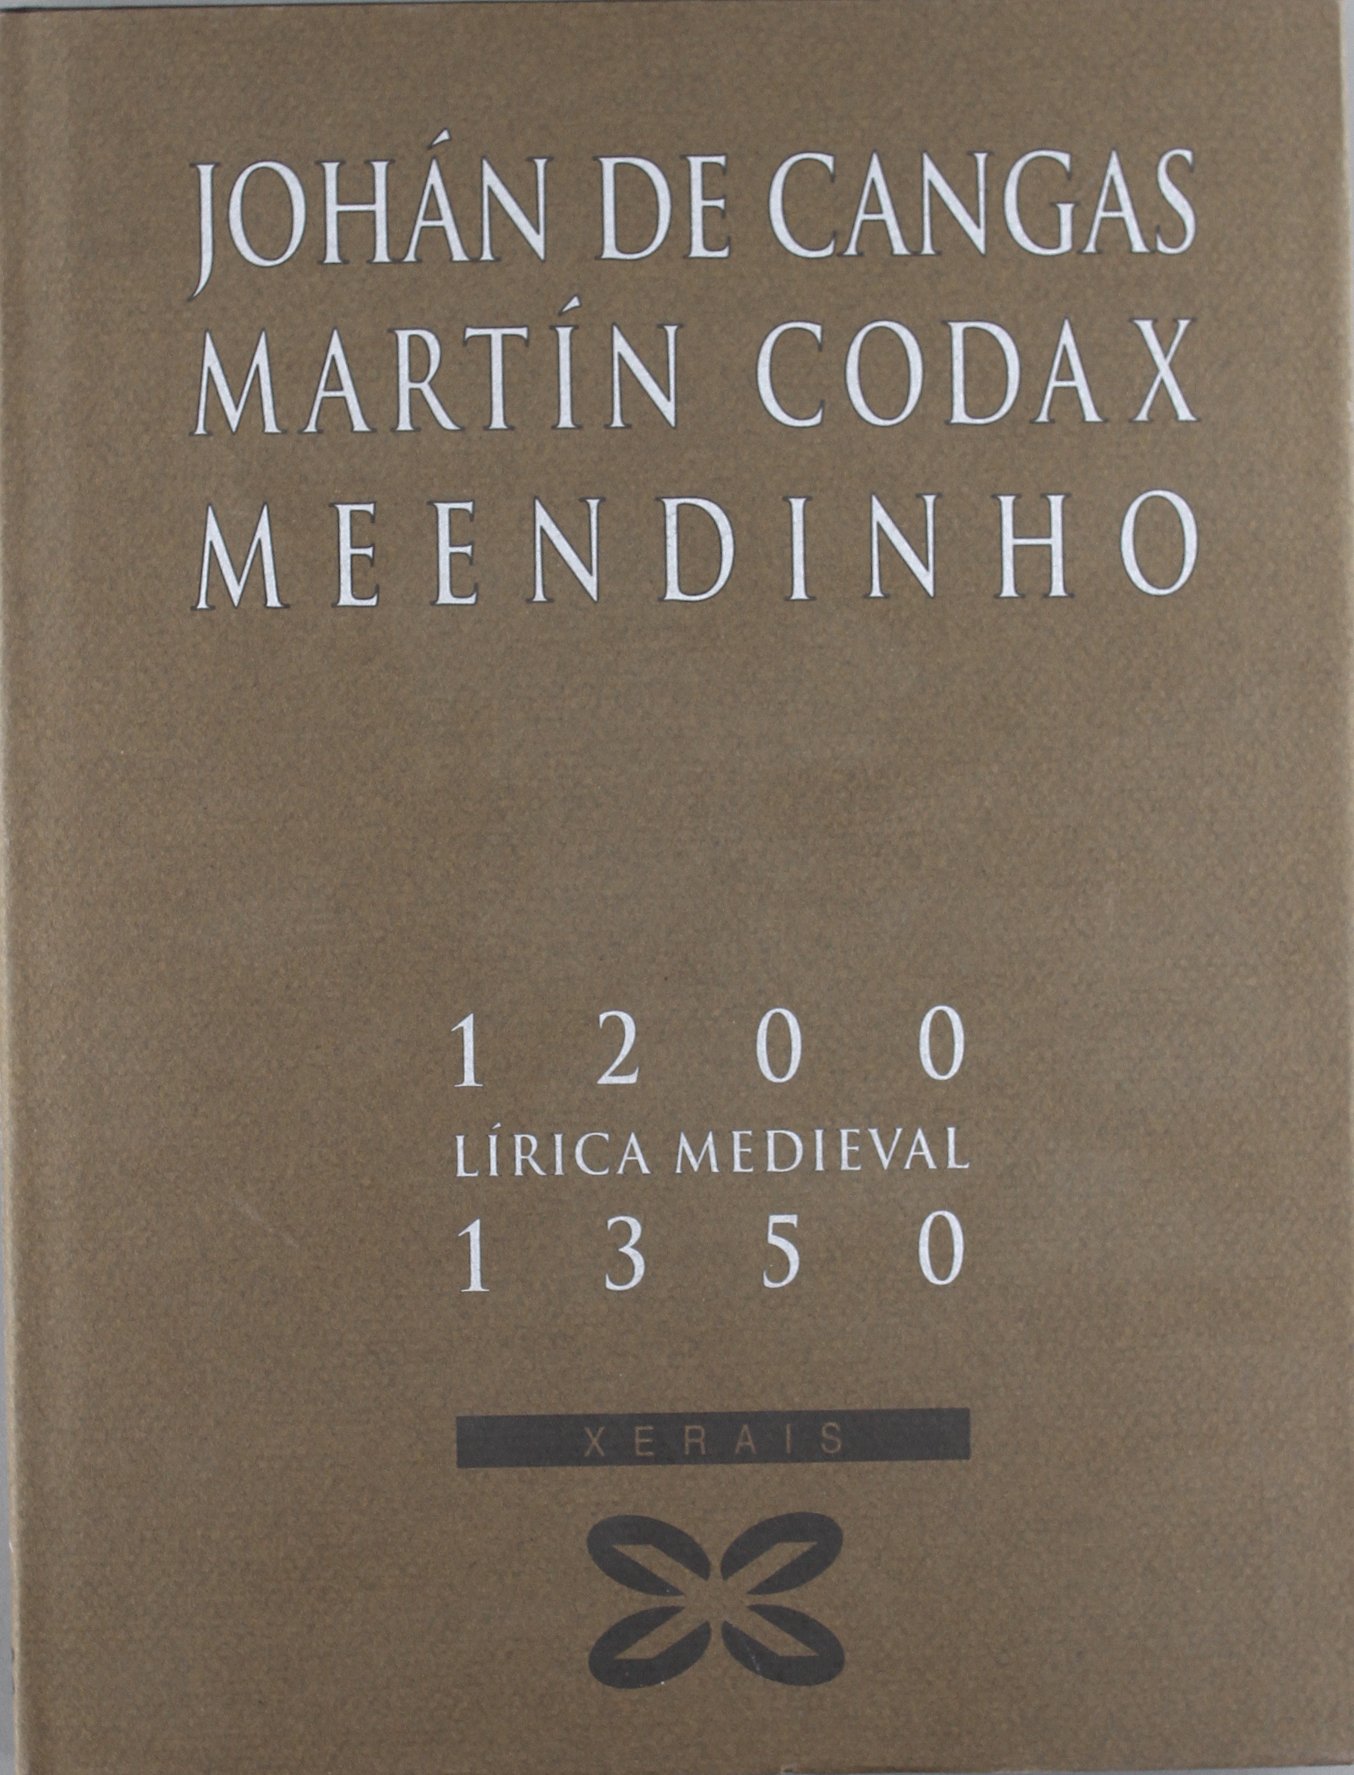 JOHÁN DE CANGAS
MARTÍN CODAX
MEENDINHO
1200
LÍRICA MEDIEVAL
1350
XERAIS